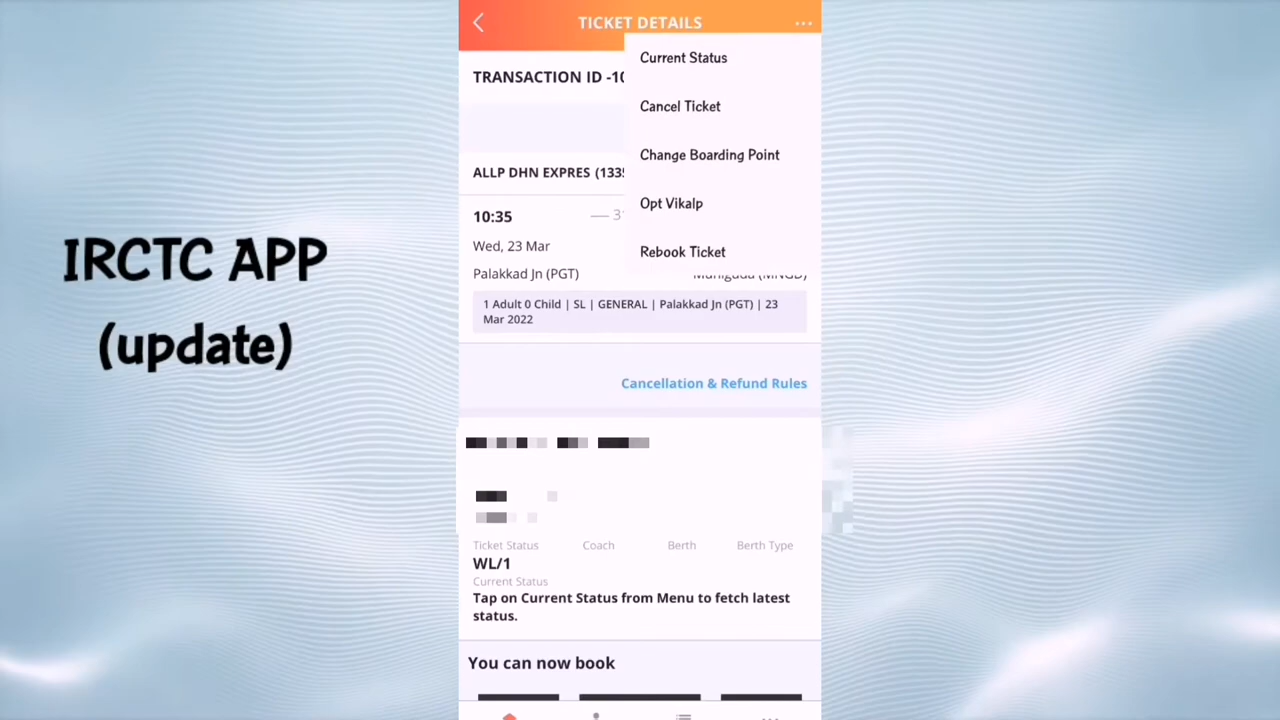 IRCTC APP
(update)
TICKET DETAILS
Current Status
Cancel Ticket
Change Boarding Point
Opt Vikalp
Rebook Ticket
TRANSACTION ID -10
ALLP DHN EXPRES (133
10:35
Wed, 23 Mar
Palakkad Jn (PGT)
1 Adult 0 Child | SL | GENERAL | Palakkad Jn (PGT) | 23
Mar 2022
Cancellation & Refund Rules
Ticket Status Coach Berth Berth Type
WL/1
Current Status
Tap on Current Status from Menu to fetch latest
status.
You can now book